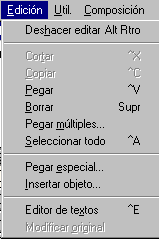 Edición Util. Composición
Deshacer editar Alt Rtro
Cortar ^X
Copiar ^C
Pegar ^V
Borrar Supr
Pegar múltiples...
Seleccionar todo ^A
Pegar especial...
Insertar objeto...
Editor de textos ^E
Modificar original